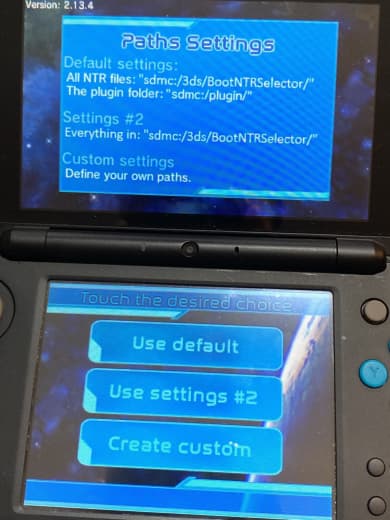 Version: 2.13.4
Paths Settings
Default settings:
All NTR files: "sdmc:/3ds/BootNTRSelector/"
The plugin folder: "sdmc:/plugin/"
Settings #2
Everything in: "sdmc:/3ds/BootNTRSelector/"
Custom settings
Define your own paths.
Touch the desired choice
Use default
Use settings #2
Create custom
Y